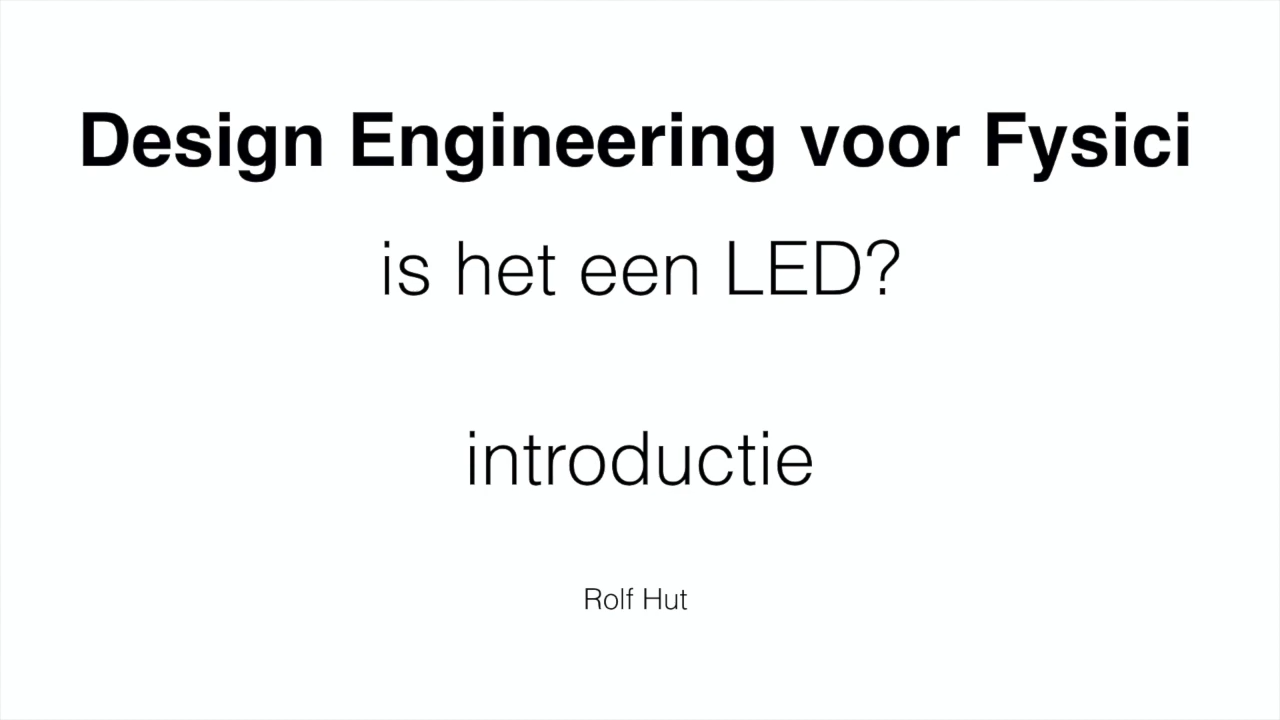 Design Engineering voor Fysici
is het een LED?
introductie
Rolf Hut